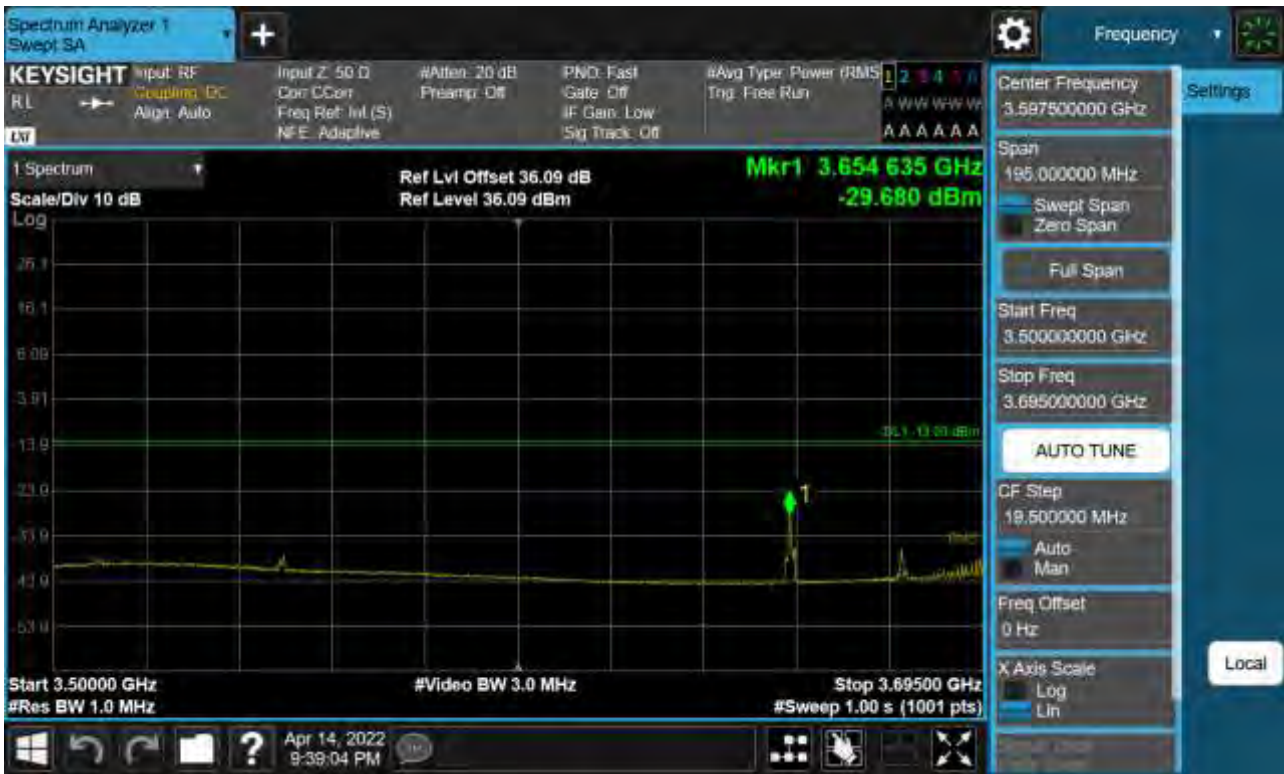 Spectrum Analyzer 1
Swept SA
+
Frequency
KEYSIGHT
RL
LXI
Input: RF
Coupling: DC
Align: Auto
Input Z: 50 Ω
Corr CCorr
Freq Ref: Int (S)
NFE: Adaptive
#Atten: 20 dB
Preamp: Off
PNO: Fast
Gate: Off
IF Gain: Low
Sig Track: Off
#Avg Type: Power (RMS
Trig: Free Run
1 2 3 4 5 6
A W W W W W
A A A A A A
1 Spectrum
Scale/Div 10 dB
Log
Ref Lvl Offset 36.09 dB
Ref Level 36.09 dBm
Mkr1 3.654 635 GHz
-29.680 dBm
26.1
16.1
6.09
-3.91
-13.9
-23.9
-33.9
-43.9
-53.9
DL1 -13.00 dBm
1
RMS
Start 3.50000 GHz
#Res BW 1.0 MHz
#Video BW 3.0 MHz
Stop 3.69500 GHz
#Sweep 1.00 s (1001 pts)
Center Frequency
3.597500000 GHz
Settings
Span
195.000000 MHz
Swept Span
Zero Span
Full Span
Start Freq
3.500000000 GHz
Stop Freq
3.695000000 GHz
AUTO TUNE
CF Step
19.500000 MHz
Auto
Man
Freq Offset
0 Hz
X Axis Scale
Log
Lin
Local
?
Apr 14, 2022
9:39:04 PM